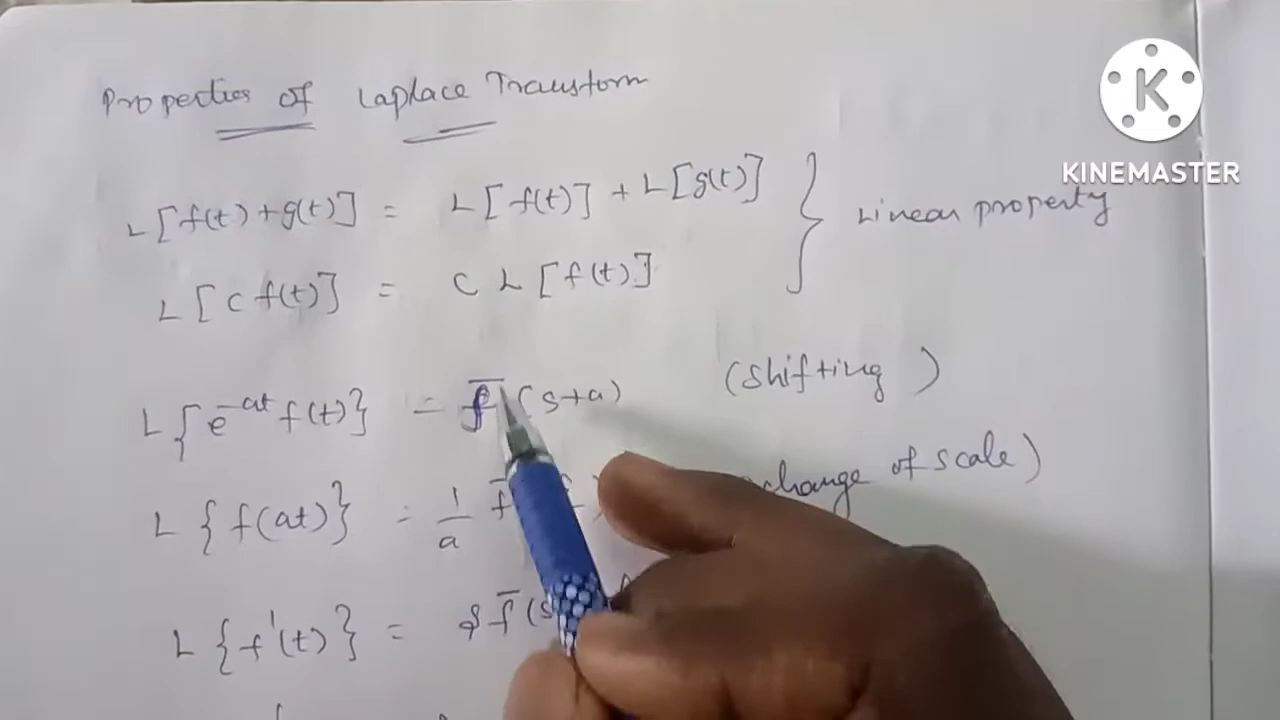 Properties of Laplace Transform
K
KINEMASTER
L[f(t)+g(t)] = L[f(t)] + L[g(t)] } Linear property
L[c f(t)] = C L[f(t)]
L{e^-at f(t)} = f̅(s+a) (shifting)
L{f(at)} = 1/a f̅ change of scale)
L{f'(t)} = s f̅(s